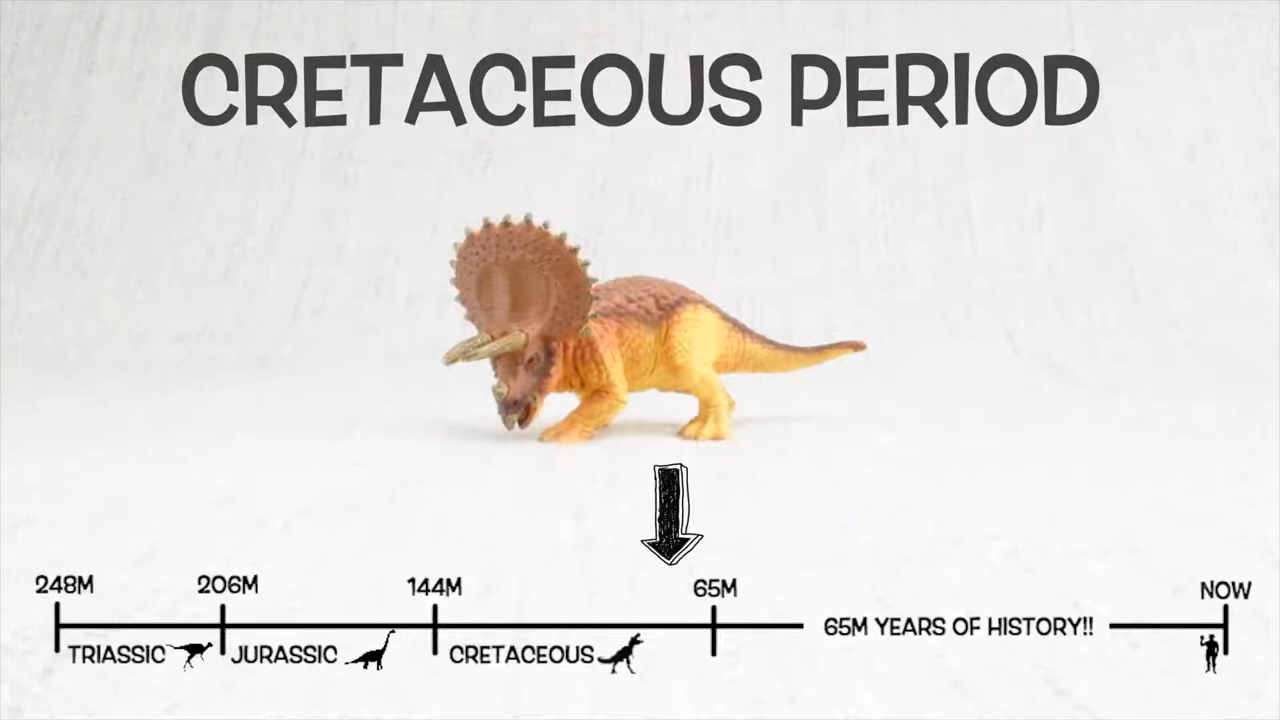 CRETACEOUS PERIOD
248M 206M 144M 65M NOW
65M YEARS OF HISTORY!!
TRIASSIC JURASSIC CRETACEOUS